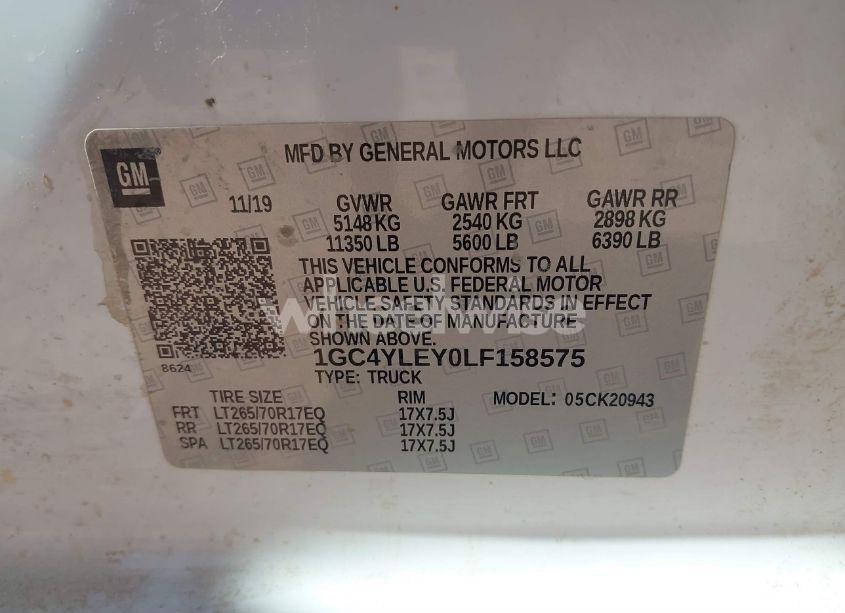 GM
MFD BY GENERAL MOTORS LLC
11/19 GVWR GAWR FRT GAWR RR
5148 KG 2540 KG 2898 KG
11350 LB 5600 LB 6390 LB
THIS VEHICLE CONFORMS TO ALL
APPLICABLE U.S. FEDERAL MOTOR
VEHICLE SAFETY STANDARDS IN EFFECT
ON THE DATE OF MANUFACTURE
SHOWN ABOVE.
8624
1GC4YLEY0LF158575
TYPE: TRUCK
TIRE SIZE RIM MODEL: 05CK20943
FRT LT265/70R17EQ 17X7.5J
RR LT265/70R17EQ 17X7.5J
SPA LT265/70R17EQ 17X7.5J